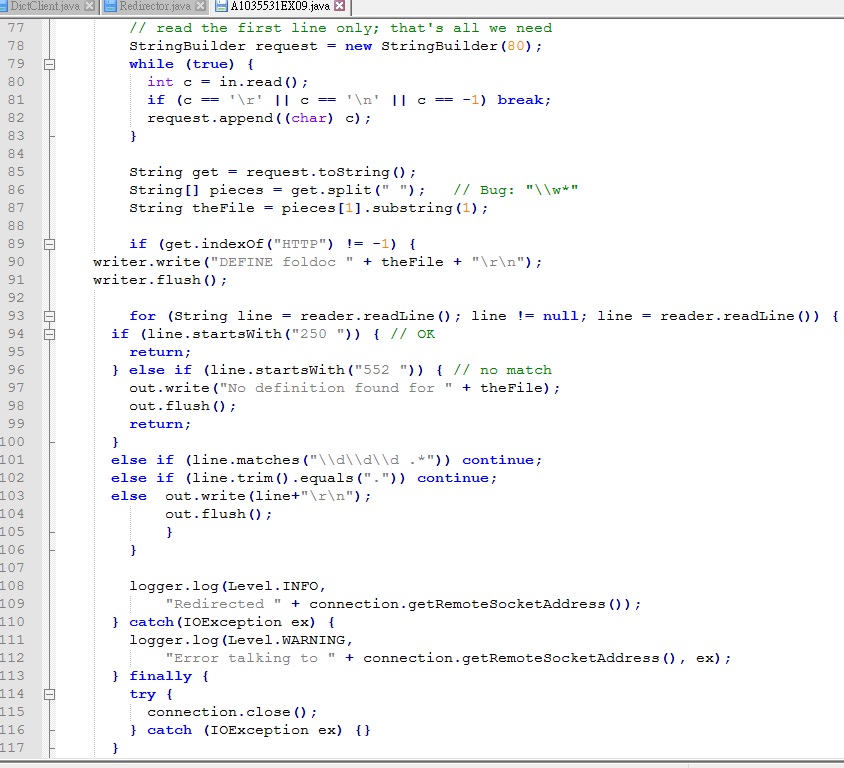 DictClient.java Redirector.java A1035531EX09.java
77 // read the first line only; that's all we need
78 StringBuilder request = new StringBuilder(80);
79 while (true) {
80 int c = in.read();
81 if (c == '\r' || c == '\n' || c == -1) break;
82 request.append((char) c);
83 }
84
85 String get = request.toString();
86 String[] pieces = get.split(" "); // Bug: "\\w*"
87 String theFile = pieces[1].substring(1);
88
89 if (get.indexOf("HTTP") != -1) {
90 writer.write("DEFINE foldoc " + theFile + "\r\n");
91 writer.flush();
92
93 for (String line = reader.readLine(); line != null; line = reader.readLine()) {
94 if (line.startsWith("250 ")) { // OK
95 return;
96 } else if (line.startsWith("552 ")) { // no match
97 out.write("No definition found for " + theFile);
98 out.flush();
99 return;
100 }
101 else if (line.matches("\\d\\d\\d .*")) continue;
102 else if (line.trim().equals(".")) continue;
103 else out.write(line+"\r\n");
104 out.flush();
105 }
106 }
107
108 logger.log(Level.INFO,
109 "Redirected " + connection.getRemoteSocketAddress());
110 } catch(IOException ex) {
111 logger.log(Level.WARNING,
112 "Error talking to " + connection.getRemoteSocketAddress(), ex);
113 } finally {
114 try {
115 connection.close();
116 } catch (IOException ex) {}
117 }